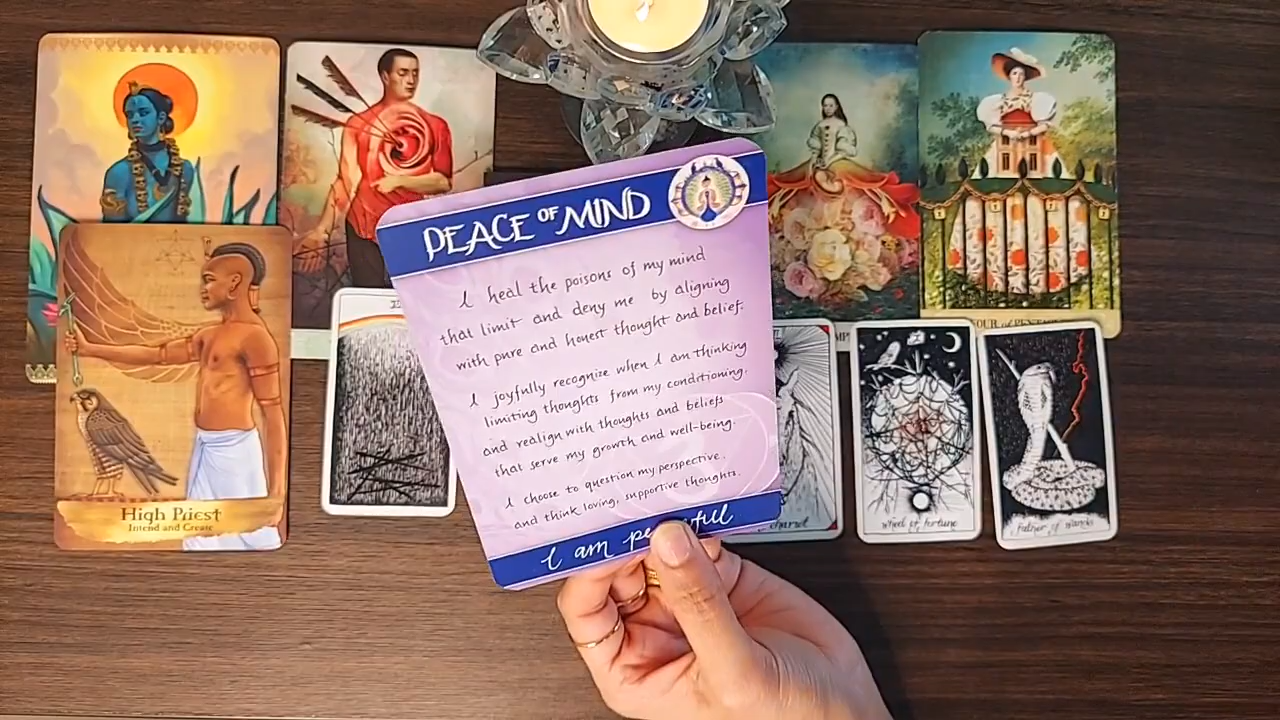 PEACE OF MIND
I heal the poisons of my mind
that limit and deny me by aligning
with pure and honest thought and belief.
I joyfully recognize when I am thinking
limiting thoughts from my conditioning,
and realign with thoughts and beliefs
that serve my growth and well-being.
I choose to question my perspective,
and think loving, supportive thoughts.
I am
High Priest
Intend and Create
chariot
wheel of fortune
father of wands